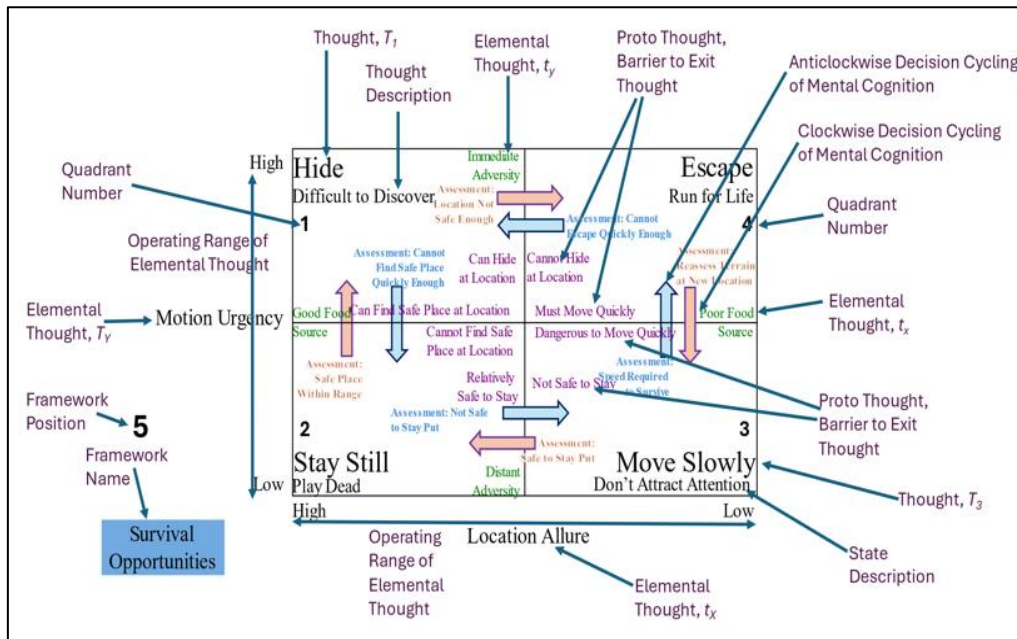 Thought, T₁
Elemental
Thought, tᵧ
Proto Thought,
Barrier to Exit
Thought
Anticlockwise Decision Cycling
of Mental Cognition
Thought
Description
Clockwise Decision Cycling
of Mental Cognition
Quadrant
Number
High
Hide
Difficult to Discover
1
Immediate
Adversity
Assessment:
Location Not
Safe Enough
Escape
Run for Life
4
Quadrant
Number
Assessment: Cannot
Escape Quickly Enough
Operating Range of
Elemental Thought
Assessment: Cannot
Find Safe Place
Quickly Enough
Can Hide
at Location
Cannot Hide
at Location
Assessment:
Reassess Terrain
at New Location
Elemental
Thought, Tᵧ
Motion Urgency
Good Food
Source
Can Find Safe Place at Location
Must Move Quickly
Poor Food
Source
Elemental
Thought, tₓ
Cannot Find Safe
Place at Location
Dangerous to Move Quickly
Assessment:
Safe Place
Within Range
Relatively
Safe to Stay
Not Safe to Stay
Assessment:
Speed Required
to Survive
Framework
Position
5
Framework
Name
Survival
Opportunities
2
Assessment: Not Safe
to Stay Put
Assessment:
Safe to Stay Put
3
Proto Thought,
Barrier to Exit
Thought
Stay Still
Play Dead
Low
Distant
Adversity
Move Slowly
Don't Attract Attention
Thought, T₃
High
Low
Operating
Range of
Elemental
Thought
Location Allure
Elemental
Thought, tₓ
State
Description